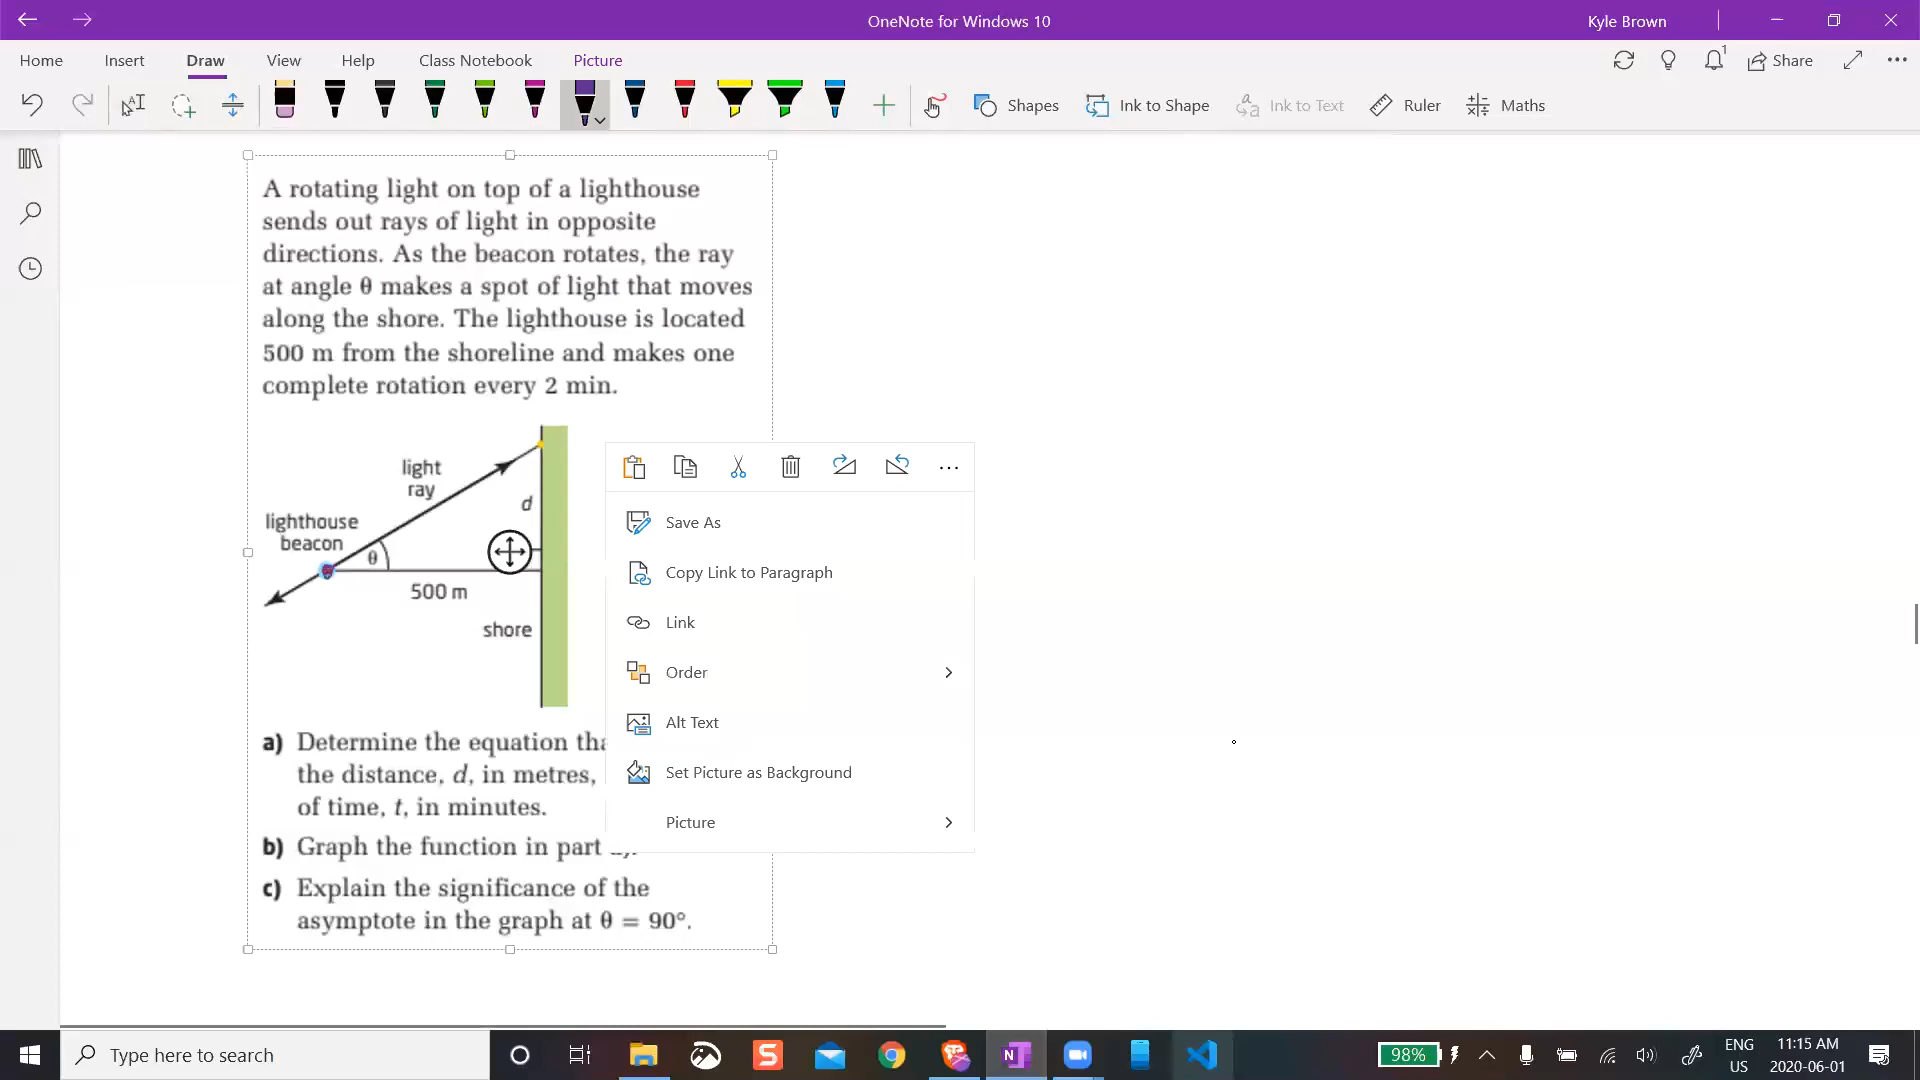 OneNote for Windows 10
Kyle Brown
Home Insert Draw View Help Class Notebook Picture
1
Share
Shapes Ink to Shape Ink to Text Ruler Maths
A rotating light on top of a lighthouse
sends out rays of light in opposite
directions. As the beacon rotates, the ray
at angle θ makes a spot of light that moves
along the shore. The lighthouse is located
500 m from the shoreline and makes one
complete rotation every 2 min.
light
ray
d
lighthouse
beacon
θ
500 m
shore
Save As
Copy Link to Paragraph
Link
Order
Alt Text
Set Picture as Background
Picture
a) Determine the equation
the distance, d, in metres,
of time, t, in minutes.
b) Graph the function in part
c) Explain the significance of the
asymptote in the graph at θ = 90°.
Type here to search
98%
ENG
US
11:15 AM
2020-06-01